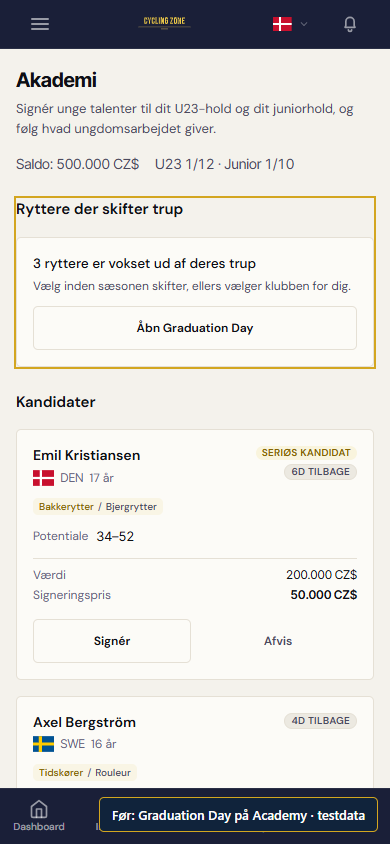 CYCLING ZONE
Akademi
Signér unge talenter til dit U23-hold og dit juniorhold, og
følg hvad ungdomsarbejdet giver.
Saldo: 500.000 CZ$ U23 1/12 · Junior 1/10
Ryttere der skifter trup
3 ryttere er vokset ud af deres trup
Vælg inden sæsonen skifter, ellers vælger klubben for dig.
Åbn Graduation Day
Kandidater
Emil Kristiansen
SERIØS KANDIDAT
DEN 17 år
6D TILBAGE
Bakkerytter / Bjergrytter
Potentiale 34–52
Værdi 200.000 CZ$
Signeringspris 50.000 CZ$
Signér Afvis
Axel Bergström
4D TILBAGE
SWE 16 år
Tidskører / Rouleur
Dashboard
Før: Graduation Day på Academy · testdata